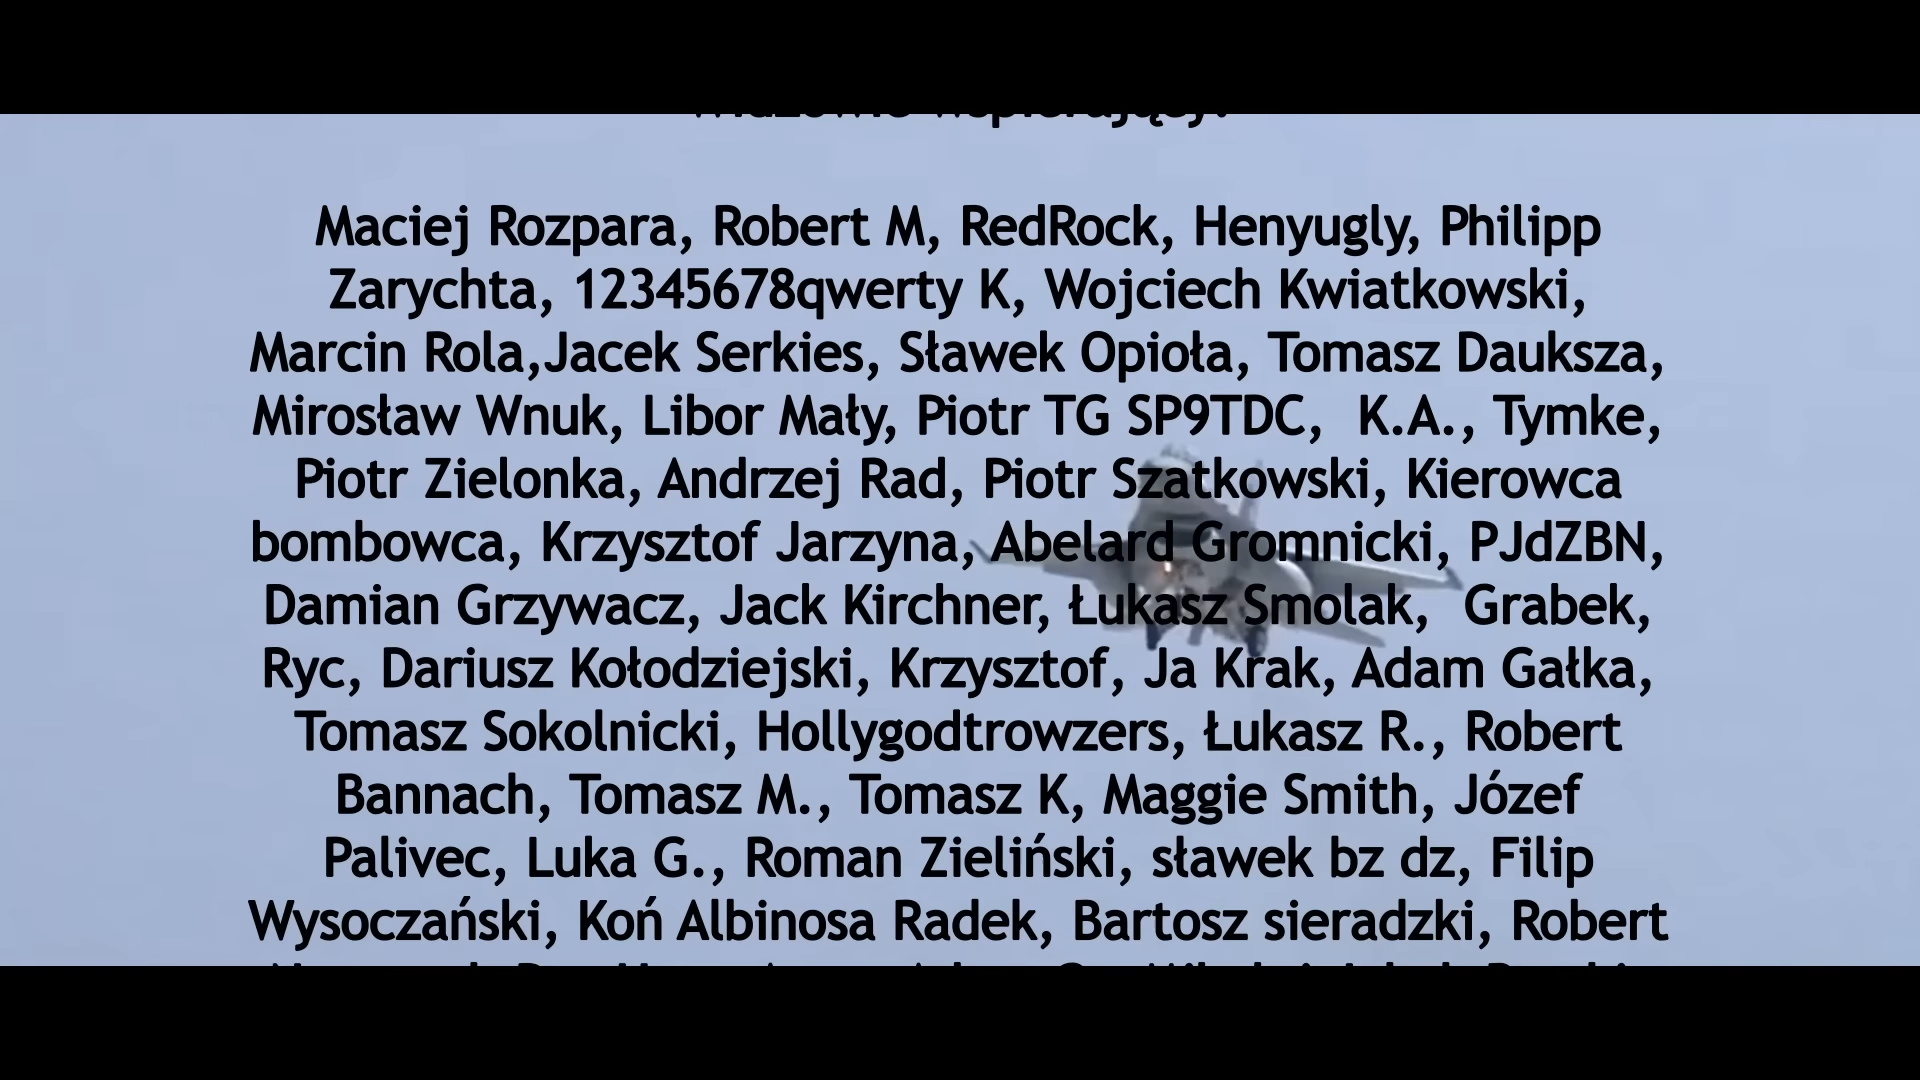 Maciej Rozpara, Robert M, RedRock, Henyugly, Philipp
Zarychta, 12345678qwerty K, Wojciech Kwiatkowski,
Marcin Rola,Jacek Serkies, Sławek Opioła, Tomasz Dauksza,
Mirosław Wnuk, Libor Mały, Piotr TG SP9TDC,  K.A., Tymke,
Piotr Zielonka, Andrzej Rad, Piotr Szatkowski, Kierowca
bombowca, Krzysztof Jarzyna, Abelard Gromnicki, PJdZBN,
Damian Grzywacz, Jack Kirchner, Łukasz Smolak,  Grabek,
Ryc, Dariusz Kołodziejski, Krzysztof, Ja Krak, Adam Gałka,
Tomasz Sokolnicki, Hollygodtrowzers, Łukasz R., Robert
Bannach, Tomasz M., Tomasz K, Maggie Smith, Józef
Palivec, Luka G., Roman Zieliński, sławek bz dz, Filip
Wysoczański, Koń Albinosa Radek, Bartosz sieradzki, Robert